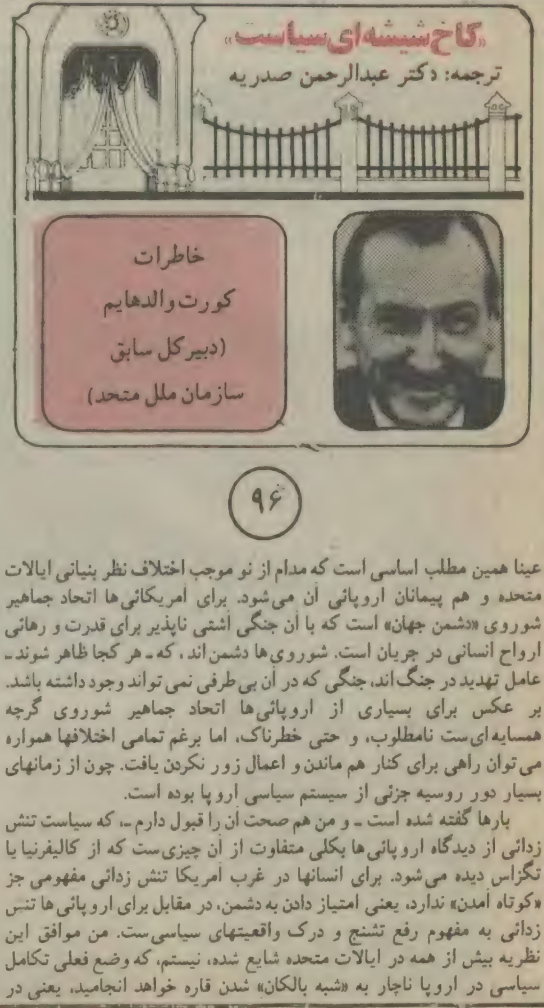 «کاخ شیشه‌ای سیاست»
ترجمه: دکتر عبدالرحمن صدریه
خاطرات
کورت والدهایم
(دبیرکل سابق
سازمان ملل متحد)
۹۶
عینا همین مطلب اساسی است که مدام از نو موجب اختلاف نظر بنیانی ایالات
متحده و هم پیمانان اروپائی آن می‌شود. برای امریکائی‌ها اتحاد جماهیر
شوروی «دشمن جهان» است که با آن جنگی آشتی ناپذیر برای قدرت و رهائی
ارواح انسانی در جریان است. شوروی‌ها دشمن‌اند، که ـ هر کجا ظاهر شوند ـ
عامل تهدید در جنگ‌اند، جنگی که در آن بی‌طرفی نمی‌تواند وجود داشته باشد.
بر عکس برای بسیاری از اروپائی‌ها اتحاد جماهیر شوروی گرچه
همسایه‌ای‌ست نامطلوب، و حتی خطرناک، اما برغم تمامی اختلافها همواره
می‌توان راهی برای کنار هم ماندن و اعمال زور نکردن یافت. چون از زمانهای
بسیار دور روسیه جزئی از سیستم سیاسی اروپا بوده است.
بارها گفته شده است ـ و من هم صحت آن را قبول دارم ـ، که سیاست تنش
زدائی از دیدگاه اروپائی‌ها بکلی متفاوت از آن چیزی‌ست که از کالیفرنیا یا
تگزاس دیده می‌شود. برای انسانها در غرب امریکا تنش زدائی مفهومی جز
«کوتاه آمدن» ندارد، یعنی امتیاز دادن به دشمن، در مقابل برای اروپائی‌ها تنش
زدائی به مفهوم رفع تشنج و درک واقعیتهای سیاسی‌ست. من موافق این
نظریه بیش از همه در ایالات متحده شایع شده، نیستم، که وضع فعلی تکامل
سیاسی در اروپا ناچار به «شبه بالکان» شدن قاره خواهد انجامید، یعنی در